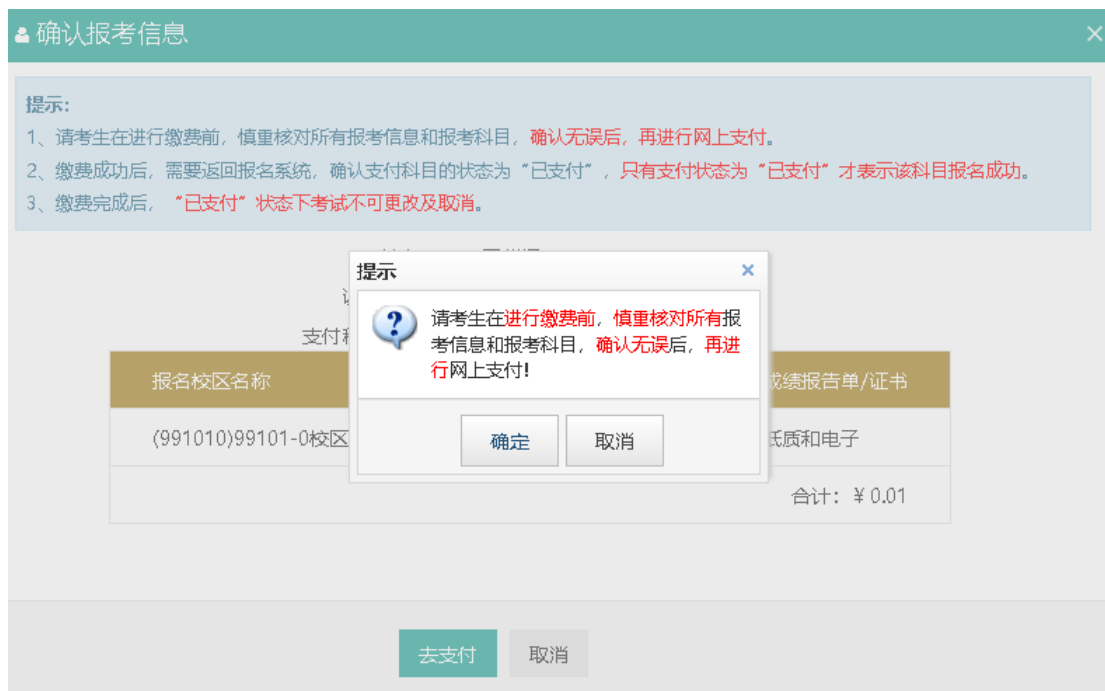 确认报考信息
提示:
1、请考生在进行缴费前，慎重核对所有报考信息和报考科目，确认无误后，再进行网上支付。
2、缴费成功后，需要返回报名系统，确认支付科目的状态为“已支付”，只有支付状态为“已支付”才表示该科目报名成功。
3、缴费完成后，“已支付”状态下考试不可更改及取消。
提示
请考生在进行缴费前，慎重核对所有报
考信息和报考科目，确认无误后，再进
行网上支付!
确定
取消
支付
报名校区名称
成绩报告单/证书
(991010)99101-0校区
纸质和电子
合计：¥ 0.01
去支付
取消